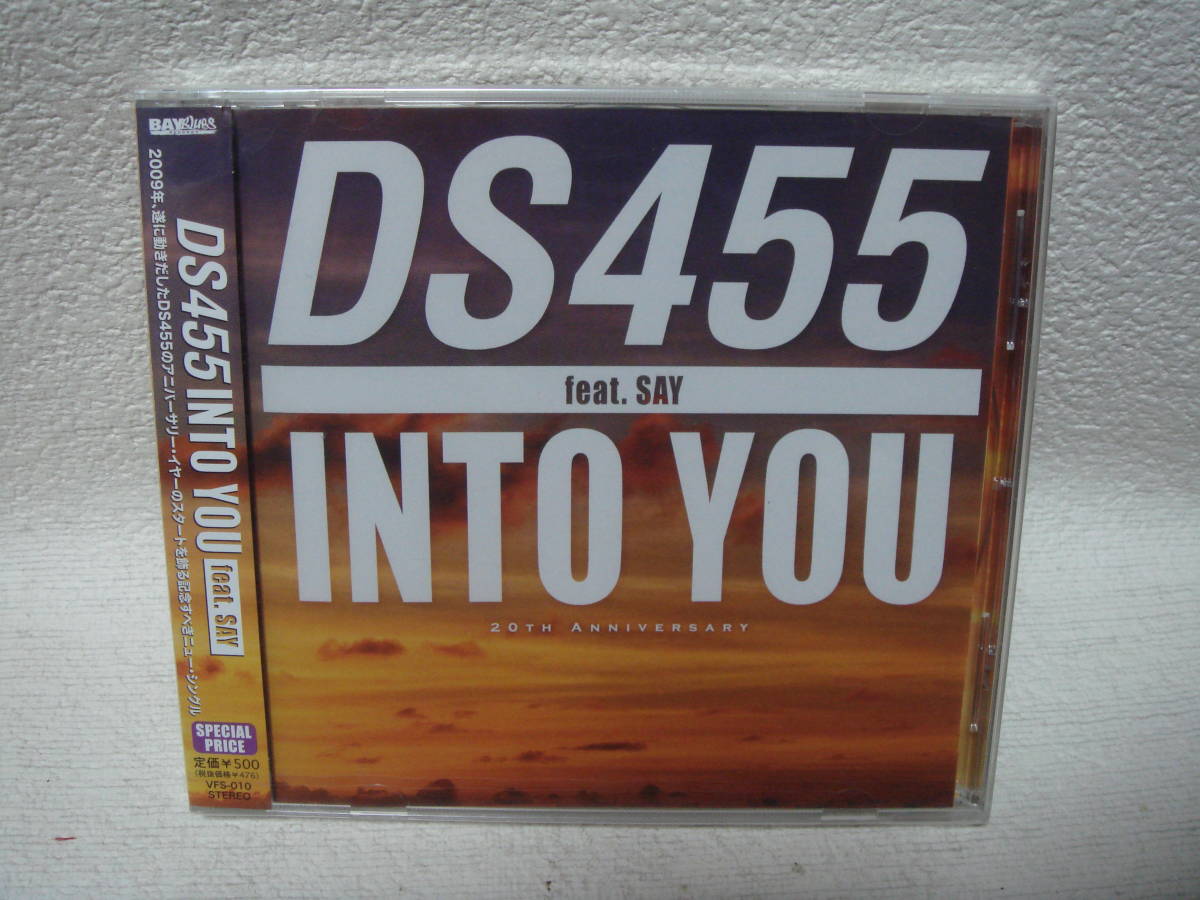 BAYBLUES
RECORDS
2009年、遂に動きだしたDS455のアニバーサリー・イヤーのスタートを飾る記念すべきニュー・シングル
DS455 INTO YOU feat. SAY
SPECIAL
PRICE
定価¥500
(税抜価格¥476)
VFS-010
STEREO
DS455
feat. SAY
INTO YOU
20TH ANNIVERSARY